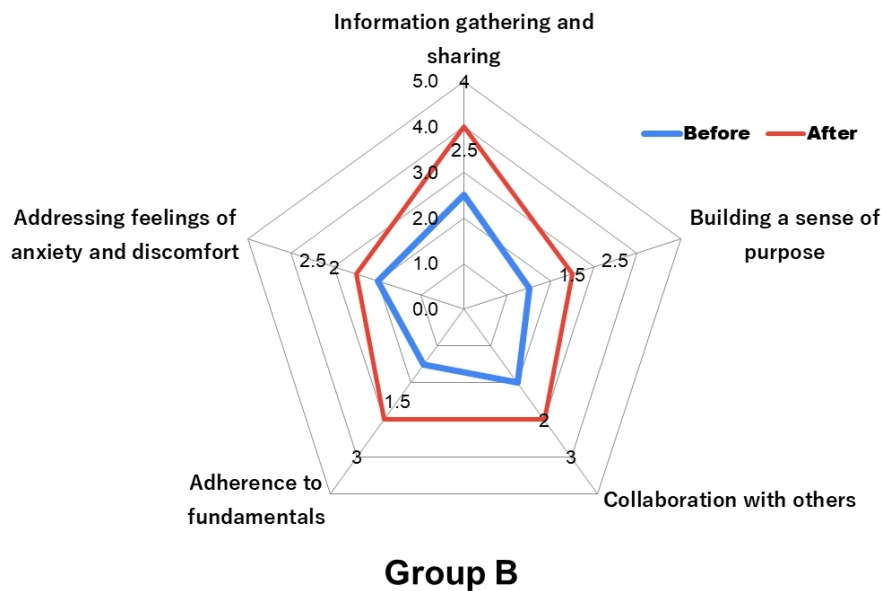 Information gathering and
sharing
5.0
4
4.0
2.5
3.0
2.0
1.0
0.0
Before
After
Building a sense of
purpose
1.5
2.5
Addressing feelings of
anxiety and discomfort
2.5
2
1.5
3
2
3
Adherence to
fundamentals
Collaboration with others
Group B